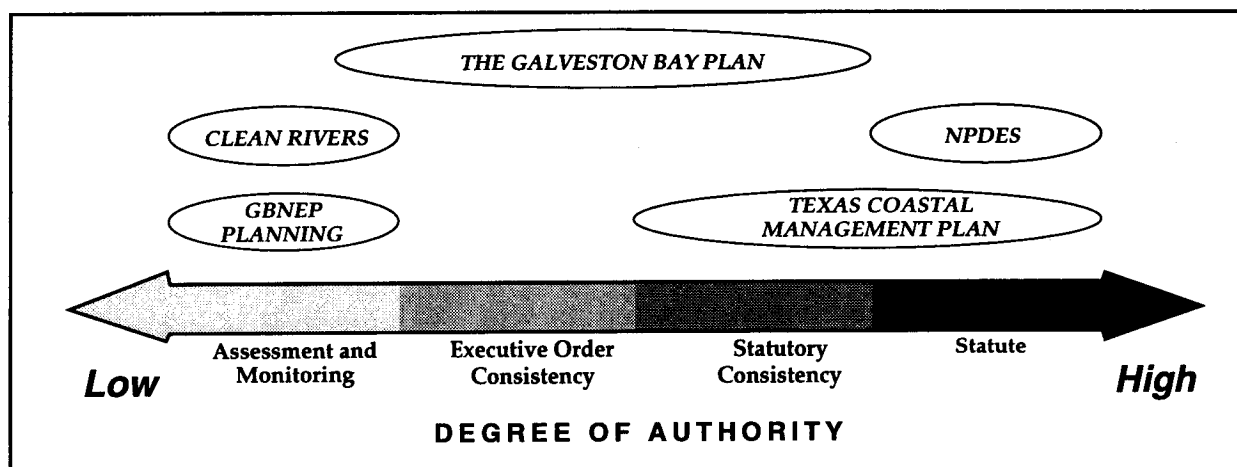 THE GALVESTON BAY PLAN
CLEAN RIVERS
NPDES
GBNEP
PLANNING
TEXAS COASTAL
MANAGEMENT PLAN
Assessment and
Monitoring
Executive Order
Consistency
Statutory
Consistency
Statute
Low
High
DEGREE OF AUTHORITY